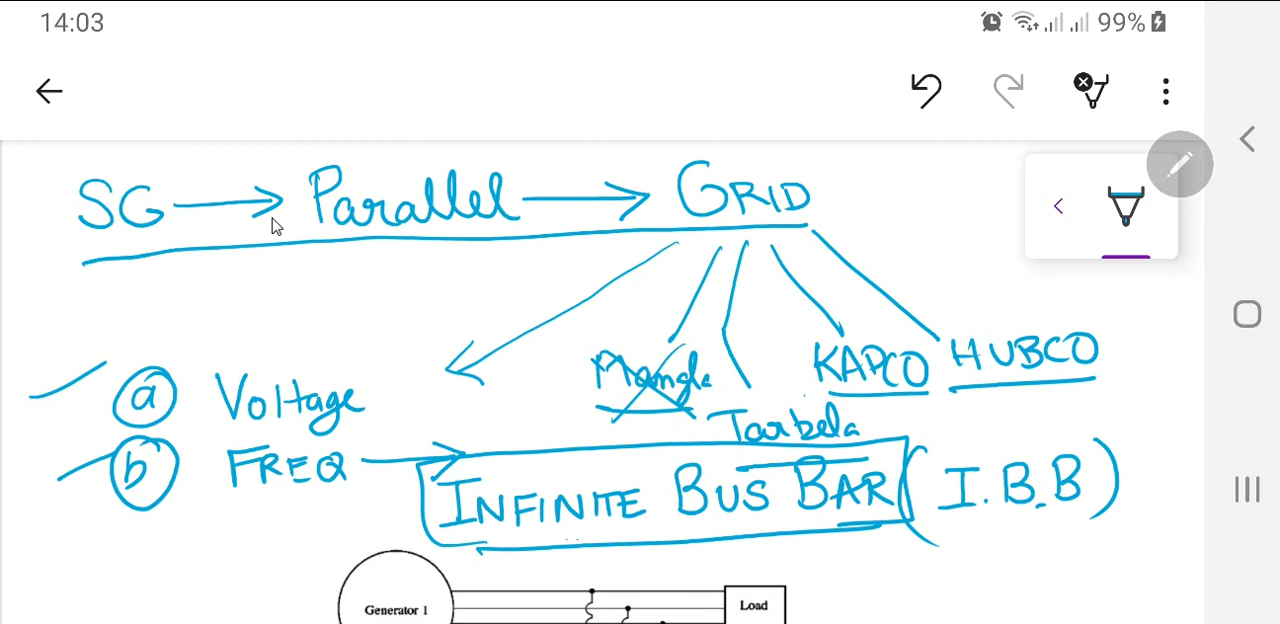 14:03 99%
SG → Parallel → GRID
Mangla KAPCO HUBCO
a Voltage Tarbela
b FREQ → INFINITE BUS BAR (I.B.B)
Generator 1 Load